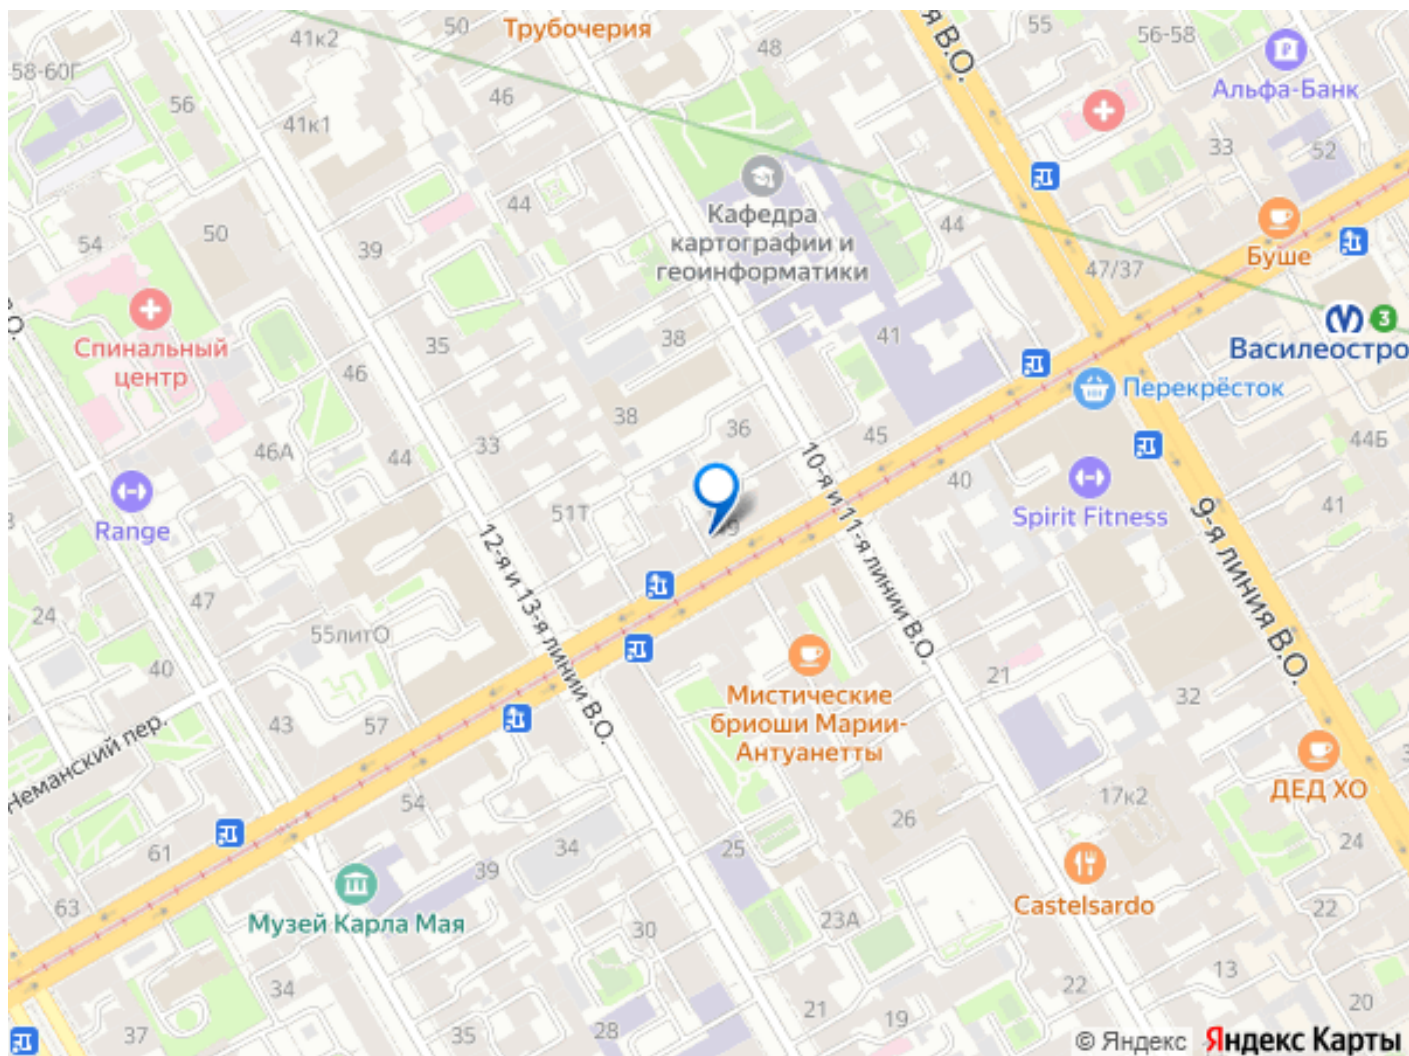 41к2
50
Трубочерия
48
я В.О.
55
56-58
Альфа-Банк
58-60Г
56
46
41к1
33
52
44
Кафедра
картографии и
геоинформатики
44
54
50
39
47/37
Буше
3
Василеостро
Спинальный
центр
35
38
41
46
Перекрёсток
38
36
45
33
44
46А
44Б
40
Spirit Fitness
41
Range
51Т
10-я и 11-я линии В.О.
9-я линия В.О.
12-я и 13-я линии В.О.
47
24
55литО
40
21
32
Мистические
бриоши Марии-
Антуанетты
43
57
Неманский пер.
54
ДЕД ХО
17к2
26
24
61
39
34
25
63
Музей Карла Мая
30
23А
Castelsardo
22
13
34
22
20
37
35
28
21
19
© Яндекс Яндекс Карты